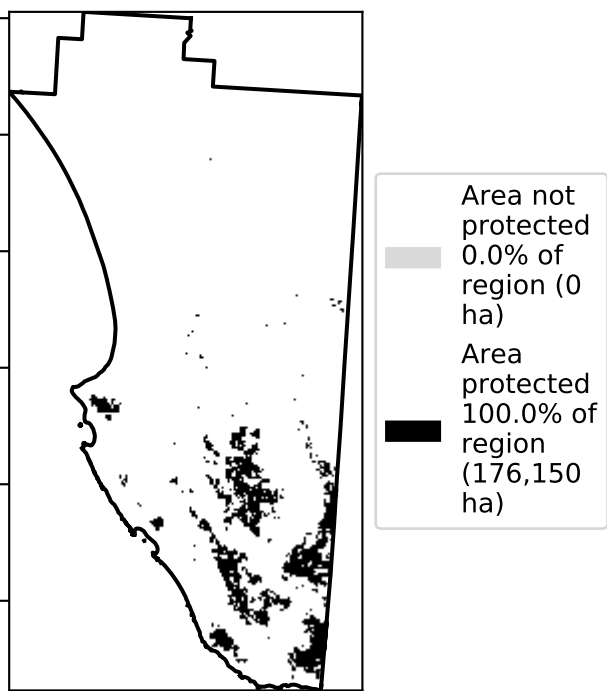 Area not
protected
0.0% of
region (0
ha)
Area
protected
100.0% of
region
(176,150
ha)